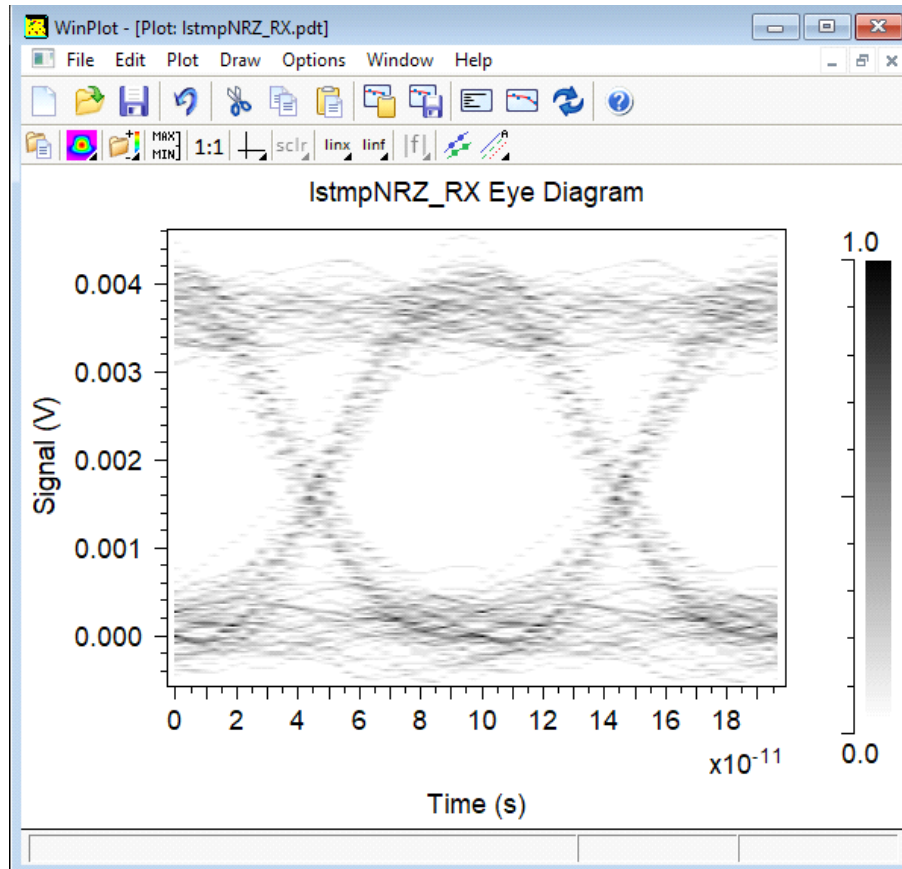 WinPlot - [Plot: lstmpNRZ_RX.pdt]
File Edit Plot Draw Options Window Help
MAX MIN 1:1 sclr linx linf |f| A
lstmpNRZ_RX Eye Diagram
1.0
0.004
0.003
0.002
0.001
0.000
Signal (V)
0 2 4 6 8 10 12 14 16 18
x10-11
0.0
Time (s)